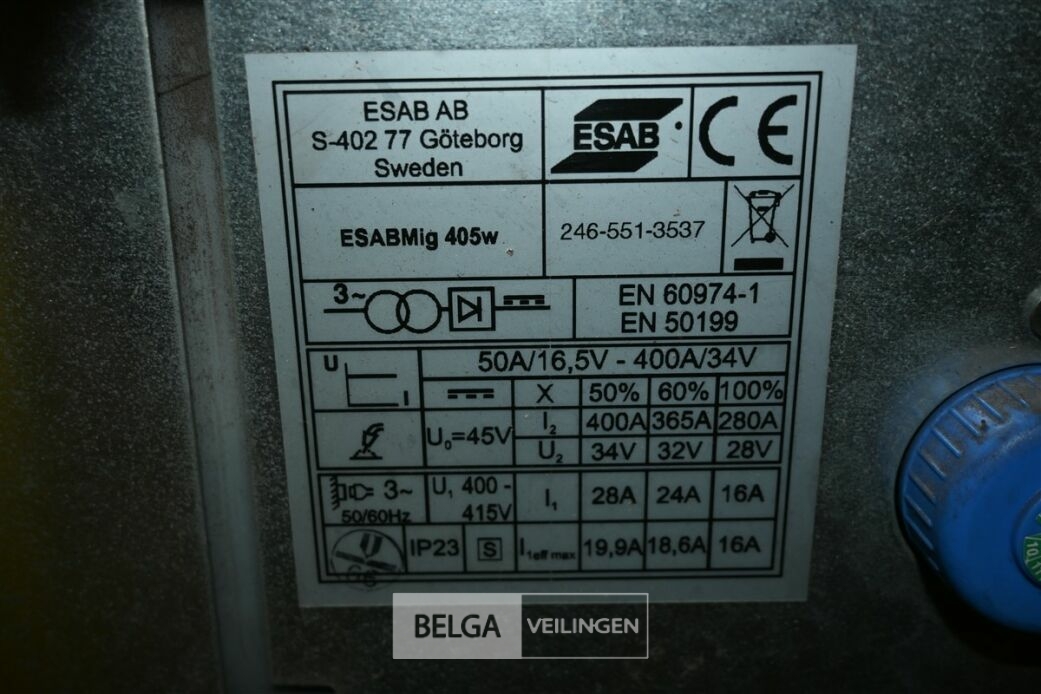 ESAB AB
S-402 77 Göteborg
Sweden
ESAB
CE
ESABMig 405w
246-551-3537
3~
EN 60974-1
EN 50199
U
I
50A/16,5V - 400A/34V
X 50% 60% 100%
U₀=45V
I₂ 400A 365A 280A
U₂ 34V 32V 28V
3~
50/60Hz
U₁ 400 -
415V
I₁ 28A 24A 16A
IP23
S
I₁eff max 19,9A 18,6A 16A
BELGA VEILINGEN